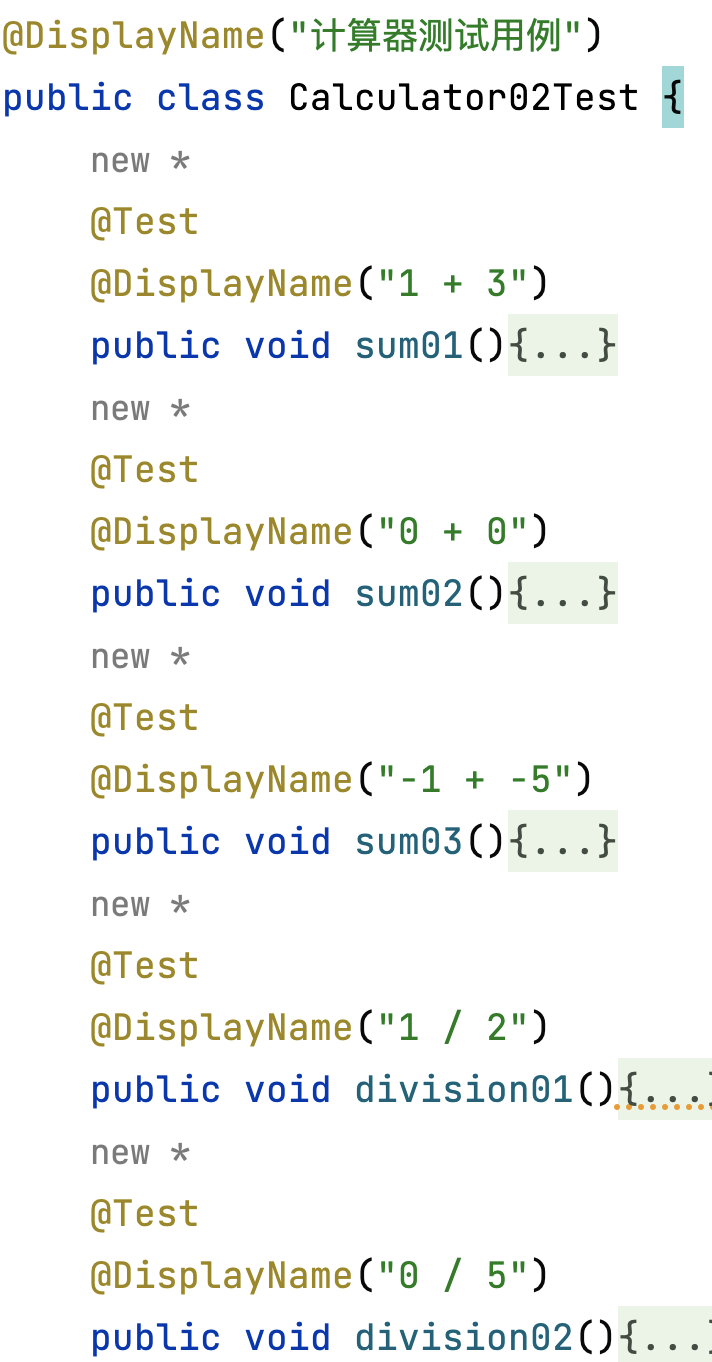 @DisplayName("计算器测试用例")
public class Calculator02Test {
new *
@Test
@DisplayName("1 + 3")
public void sum01(){...}
new *
@Test
@DisplayName("0 + 0")
public void sum02(){...}
new *
@Test
@DisplayName("-1 + -5")
public void sum03(){...}
new *
@Test
@DisplayName("1 / 2")
public void division01(){...}
new *
@Test
@DisplayName("0 / 5")
public void division02(){...